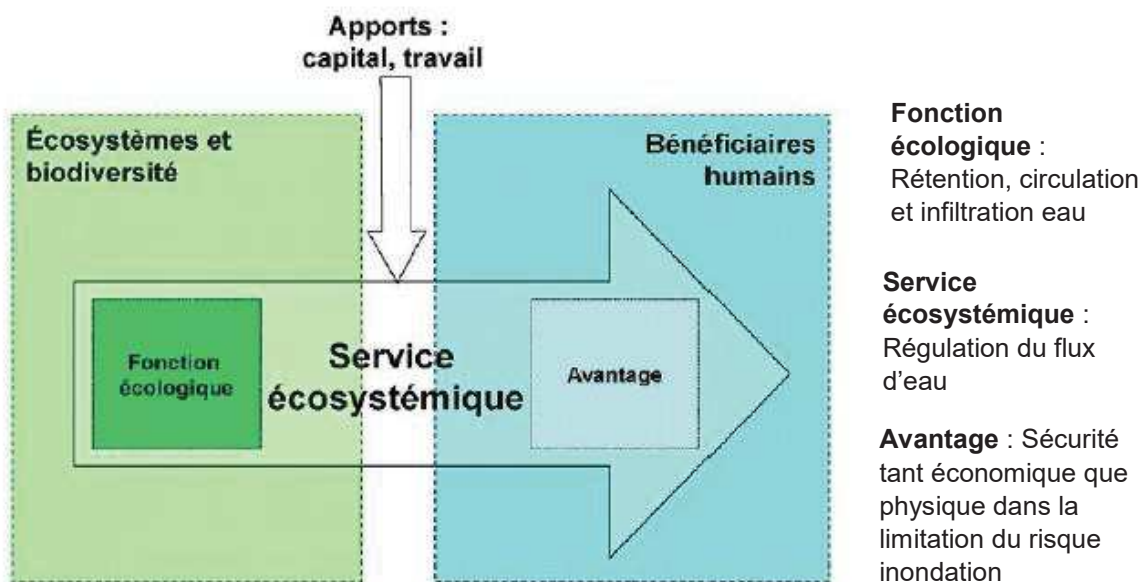 Apports :
capital, travail
Écosystèmes et
biodiversité
Bénéficiaires
humains
Fonction
écologique
Service
écosystémique
Avantage
Fonction
écologique :
Rétention, circulation
et infiltration eau
Service
écosystémique :
Régulation du flux
d'eau
Avantage : Sécurité
tant économique que
physique dans la
limitation du risque
inondation